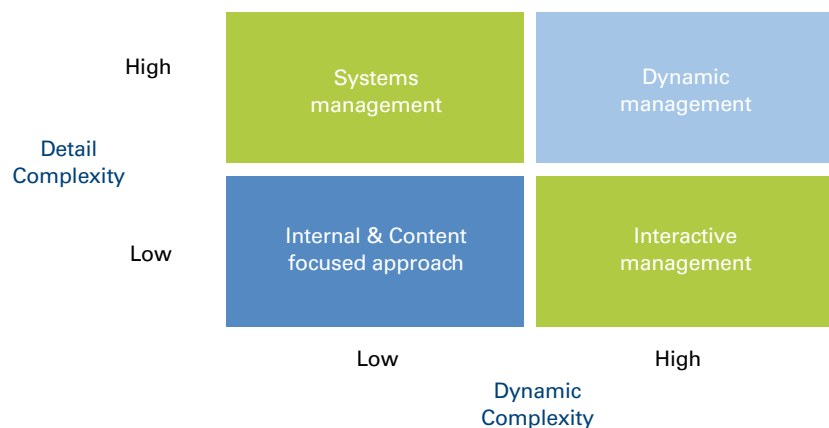 High
Systems
management
Dynamic
management
Detail
Complexity
Low
Internal & Content
focused approach
Interactive
management
Low
High
Dynamic
Complexity